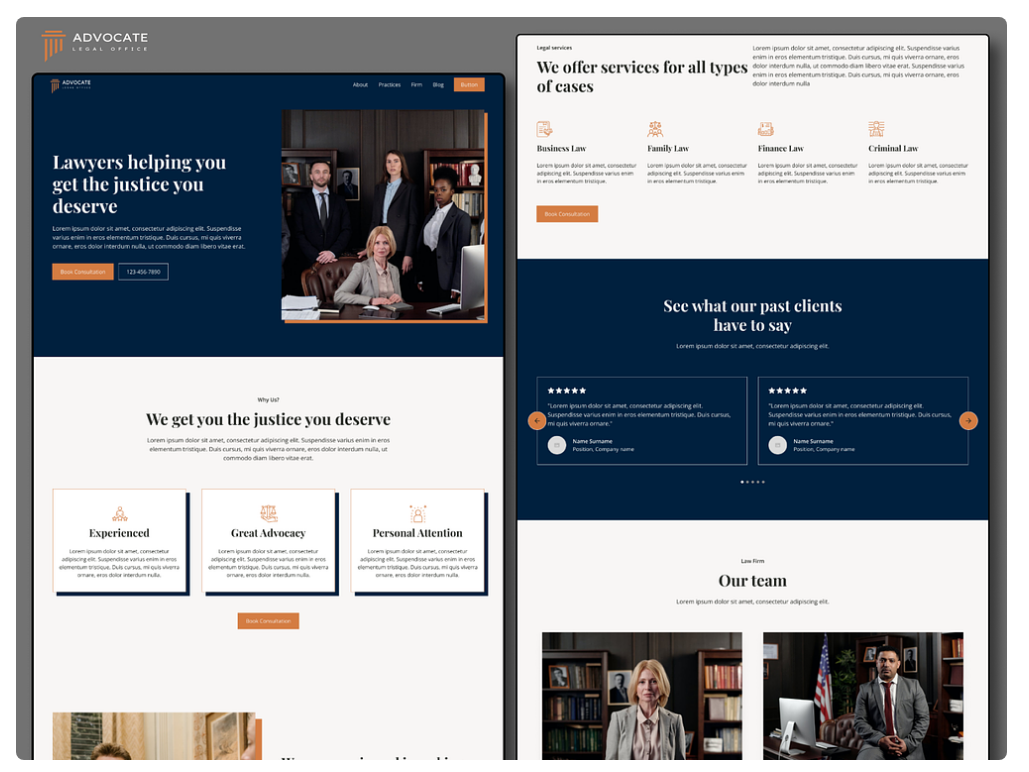 ADVOCATE
LEGAL OFFICE
ADVOCATE
LEGAL OFFICE
About Practices Firm Blog Button
Lawyers helping you
get the justice you
deserve
Lorem ipsum dolor sit amet, consectetur adipiscing elit. Suspendisse
varius enim in eros elementum tristique. Duis cursus, mi quis viverra
ornare, eros dolor interdum nulla, ut commodo diam libero vitae erat.
Book Consultation 123-456-7890
Why Us?
We get you the justice you deserve
Lorem ipsum dolor sit amet, consectetur adipiscing elit. Suspendisse varius enim in eros
elementum tristique. Duis cursus, mi quis viverra ornare, eros dolor interdum nulla, ut
commodo diam libero vitae erat.
Experienced
Lorem ipsum dolor sit amet, consectetur
adipiscing elit. Suspendisse varius enim in eros
elementum tristique. Duis cursus, mi quis viverra
ornare, eros dolor interdum nulla.
Great Advocacy
Lorem ipsum dolor sit amet, consectetur
adipiscing elit. Suspendisse varius enim in eros
elementum tristique. Duis cursus, mi quis viverra
ornare, eros dolor interdum nulla.
Personal Attention
Lorem ipsum dolor sit amet, consectetur
adipiscing elit. Suspendisse varius enim in eros
elementum tristique. Duis cursus, mi quis viverra
ornare, eros dolor interdum nulla.
Book Consultation
Legal services
We offer services for all types
of cases
Lorem ipsum dolor sit amet, consectetur adipiscing elit. Suspendisse varius
enim in eros elementum tristique. Duis cursus, mi quis viverra ornare, eros
dolor interdum nulla, ut commodo diam libero vitae erat. Suspendisse varius
enim in eros elementum tristique. Duis cursus, mi quis viverra ornare, eros
dolor interdum nulla
Business Law
Lorem ipsum dolor sit amet, consectetur
adipiscing elit. Suspendisse varius enim
in eros elementum tristique.
Family Law
Lorem ipsum dolor sit amet, consectetur
adipiscing elit. Suspendisse varius enim
in eros elementum tristique.
Finance Law
Lorem ipsum dolor sit amet, consectetur
adipiscing elit. Suspendisse varius enim
in eros elementum tristique.
Criminal Law
Lorem ipsum dolor sit amet, consectetur
adipiscing elit. Suspendisse varius enim
in eros elementum tristique.
Book Consultation
See what our past clients
have to say
Lorem ipsum dolor sit amet, consectetur adipiscing elit.
"Lorem ipsum dolor sit amet, consectetur adipiscing elit.
Suspendisse varius enim in eros elementum tristique. Duis cursus,
mi quis viverra ornare."
Name Surname
Position, Company name
"Lorem ipsum dolor sit amet, consectetur adipiscing elit.
Suspendisse varius enim in eros elementum tristique. Duis cursus,
mi quis viverra ornare."
Name Surname
Position, Company name
Law Firm
Our team
Lorem ipsum dolor sit amet, consectetur adipiscing elit.